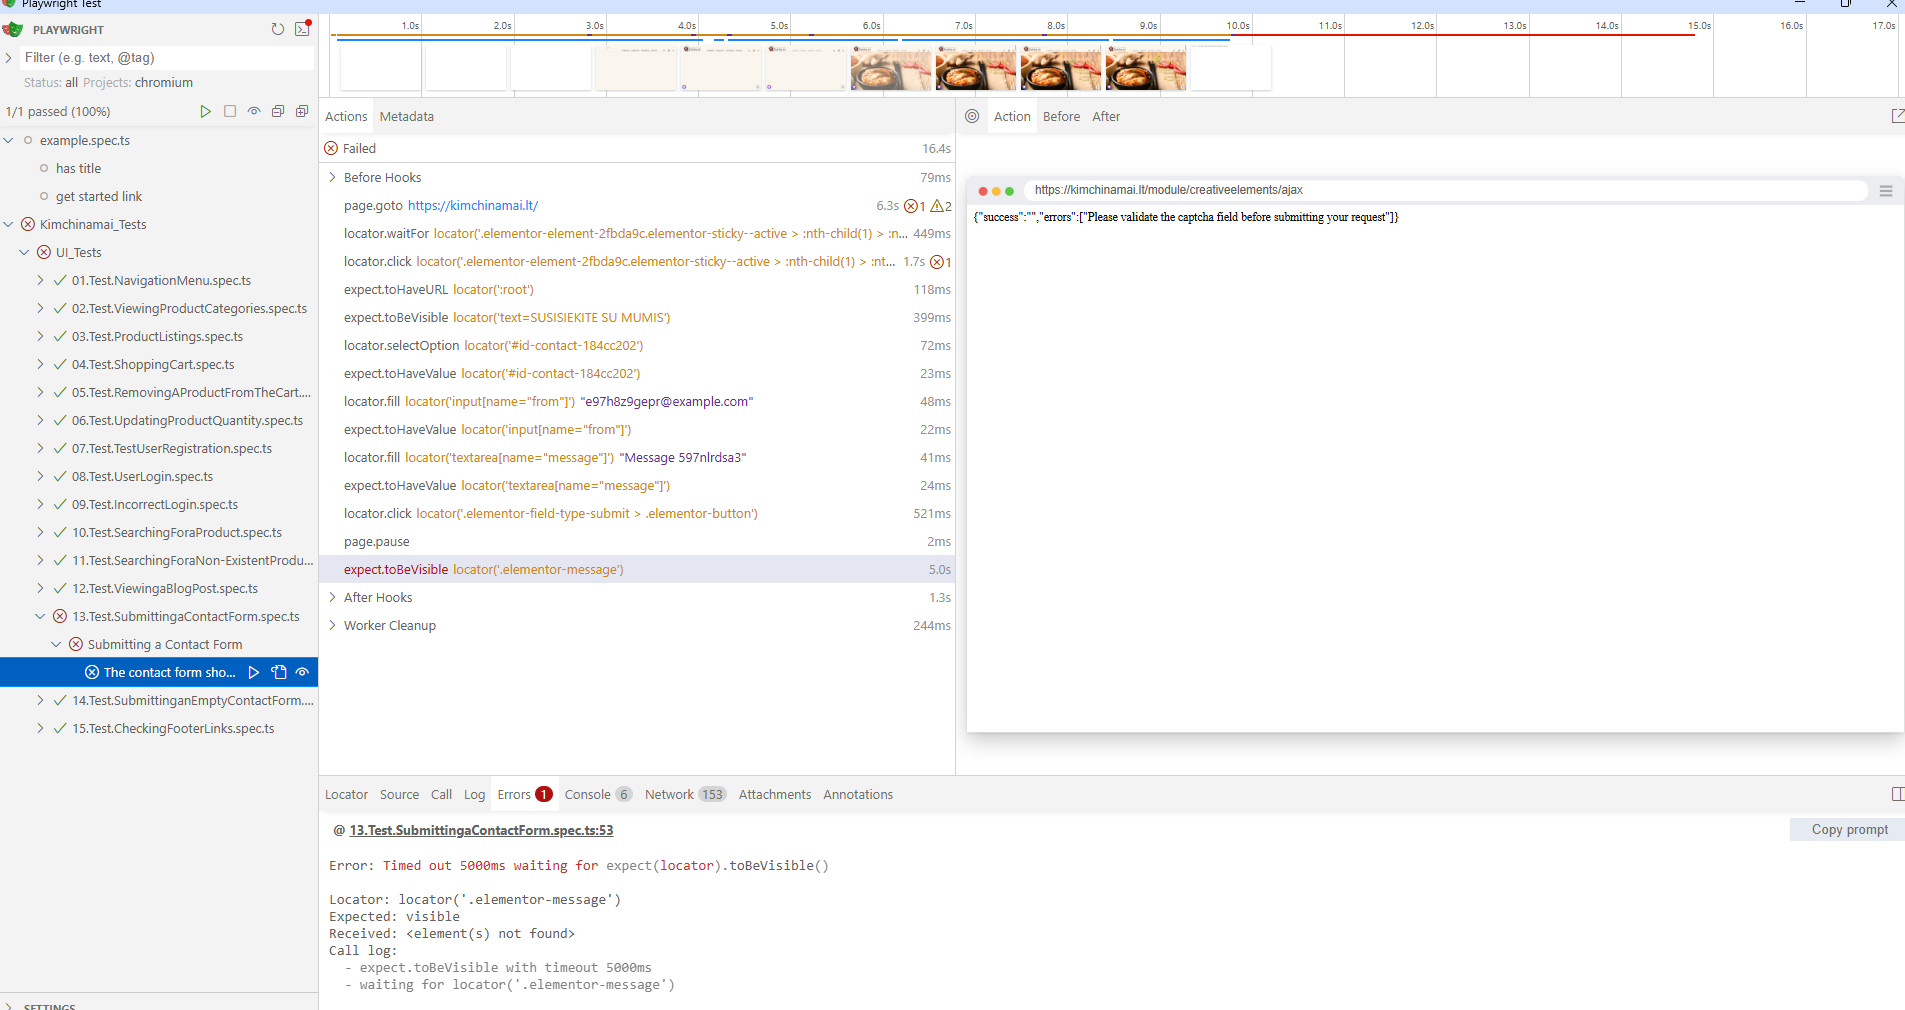 Playwright Test
PLAYWRIGHT
Filter (e.g. text, @tag)
Status: all Projects: chromium
1/1 passed (100%)
example.spec.ts
has title
get started link
Kimchinamai_Tests
UI_Tests
01.Test.NavigationMenu.spec.ts
02.Test.ViewingProductCategories.spec.ts
03.Test.ProductListings.spec.ts
04.Test.ShoppingCart.spec.ts
05.Test.RemovingAProductFromTheCart....
06.Test.UpdatingProductQuantity.spec.ts
07.Test.TestUserRegistration.spec.ts
08.Test.UserLogin.spec.ts
09.Test.IncorrectLogin.spec.ts
10.Test.SearchingForaProduct.spec.ts
11.Test.SearchingForaNon-ExistentProdu...
12.Test.ViewingaBlogPost.spec.ts
13.Test.SubmittingaContactForm.spec.ts
Submitting a Contact Form
The contact form sho...
14.Test.SubmittinganEmptyContactForm....
15.Test.CheckingFooterLinks.spec.ts
SETTINGS
1.0s 2.0s 3.0s 4.0s 5.0s 6.0s 7.0s 8.0s 9.0s 10.0s 11.0s 12.0s 13.0s 14.0s 15.0s 16.0s 17.0s
Actions Metadata
Failed 16.4s
Before Hooks 79ms
page.goto https://kimchinamai.lt/ 6.3s 1 2
locator.waitFor locator('.elementor-element-2fbda9c.elementor-sticky--active > :nth-child(1) > :n... 449ms
locator.click locator('.elementor-element-2fbda9c.elementor-sticky--active > :nth-child(1) > :nt... 1.7s 1
expect.toHaveURL locator(':root') 118ms
expect.toBeVisible locator('text=SUSISIEKITE SU MUMIS') 399ms
locator.selectOption locator('#id-contact-184cc202') 72ms
expect.toHaveValue locator('#id-contact-184cc202') 23ms
locator.fill locator('input[name="from"]') "e97h8z9gepr@example.com" 48ms
expect.toHaveValue locator('input[name="from"]') 22ms
locator.fill locator('textarea[name="message"]') "Message 597nlrdsa3" 41ms
expect.toHaveValue locator('textarea[name="message"]') 24ms
locator.click locator('.elementor-field-type-submit > .elementor-button') 521ms
page.pause 2ms
expect.toBeVisible locator('.elementor-message') 5.0s
After Hooks 1.3s
Worker Cleanup 244ms
Action Before After
https://kimchinamai.lt/module/creativeelements/ajax
{"success":"","errors":["Please validate the captcha field before submitting your request"]}
Locator Source Call Log Errors 1 Console 6 Network 153 Attachments Annotations
@ 13.Test.SubmittingaContactForm.spec.ts:53
Copy prompt
Error: Timed out 5000ms waiting for expect(locator).toBeVisible()
Locator: locator('.elementor-message')
Expected: visible
Received: <element(s) not found>
Call log:
- expect.toBeVisible with timeout 5000ms
- waiting for locator('.elementor-message')